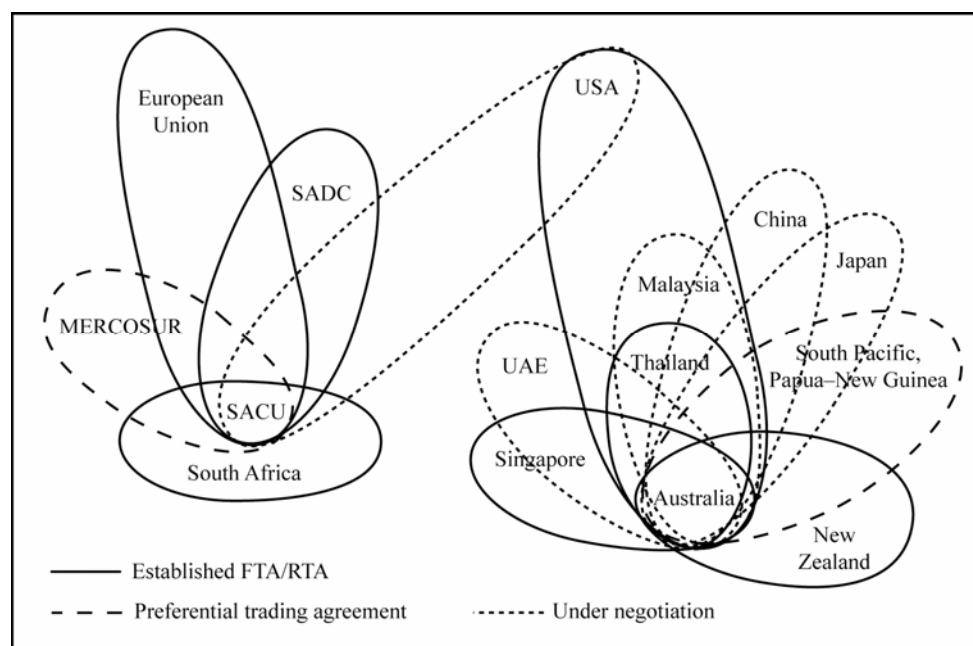 European
Union
USA
SADC
China
Japan
Malaysia
MERCOSUR
UAE
Thailand
South Pacific,
Papua–New Guinea
SACU
South Africa
Singapore
Australia
New
Zealand
Established FTA/RTA
Preferential trading agreement
Under negotiation